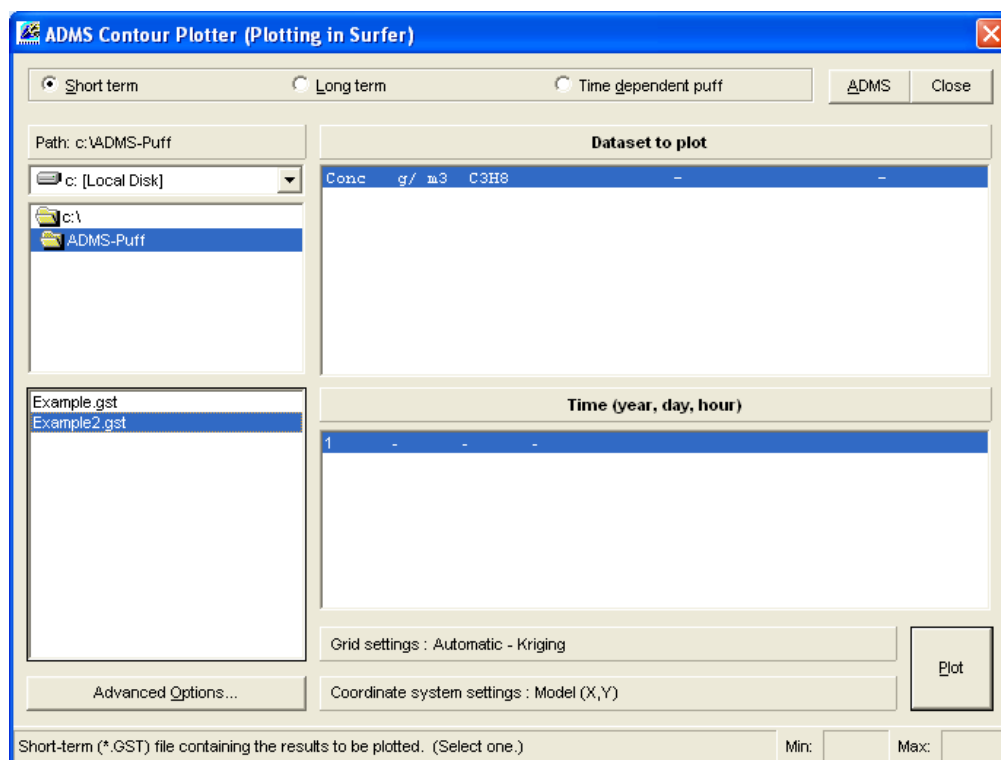 ADMS Contour Plotter (Plotting in Surfer)
Short term Long term Time dependent puff ADMS Close
Path: c:\ADMS-Puff Dataset to plot
c: [Local Disk] Conc g/ m3 C3H8 - -
c:\
ADMS-Puff
Example.gst Time (year, day, hour)
Example2.gst
1 - - -
Grid settings : Automatic - Kriging
Plot
Advanced Options... Coordinate system settings : Model (X,Y)
Short-term (*.GST) file containing the results to be plotted. (Select one.) Min: Max: